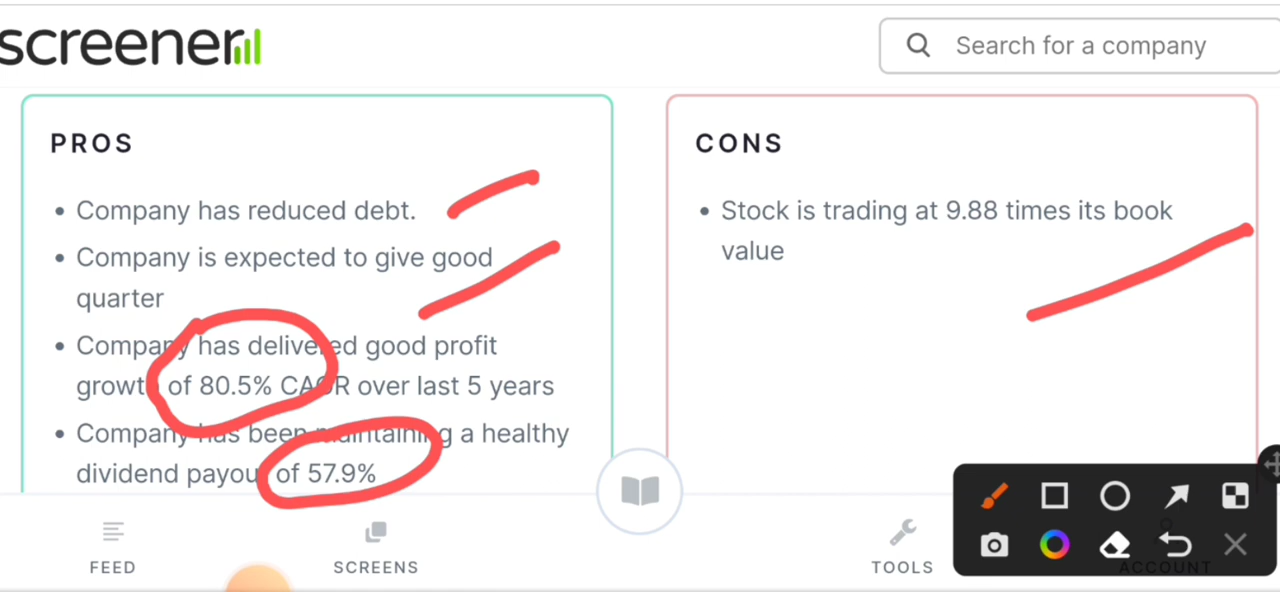 screener
Search for a company
PROS
Company has reduced debt.
Company is expected to give good
quarter
Company has delivered good profit
growth of 80.5% CAGR over last 5 years
Company has been maintaining a healthy
dividend payout of 57.9%
CONS
Stock is trading at 9.88 times its book
value
FEED
SCREENS
TOOLS
ACCOUNT